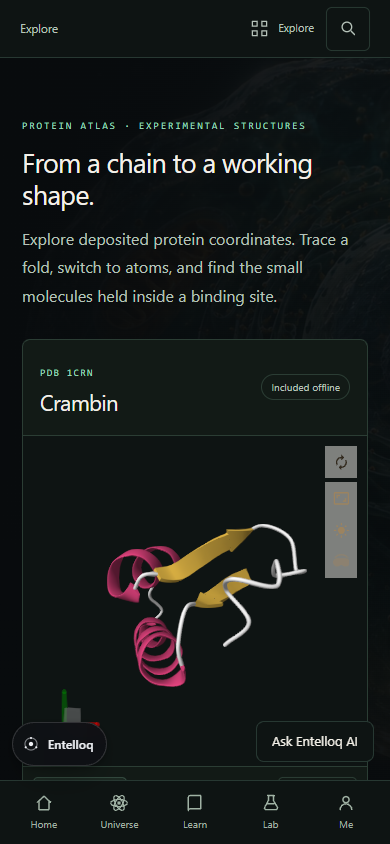 Explore
Explore
PROTEIN ATLAS · EXPERIMENTAL STRUCTURES
From a chain to a working
shape.
Explore deposited protein coordinates. Trace a
fold, switch to atoms, and find the small
molecules held inside a binding site.
PDB 1CRN
Crambin
Included offline
Entelloq
Ask Entelloq AI
Home
Universe
Learn
Lab
Me